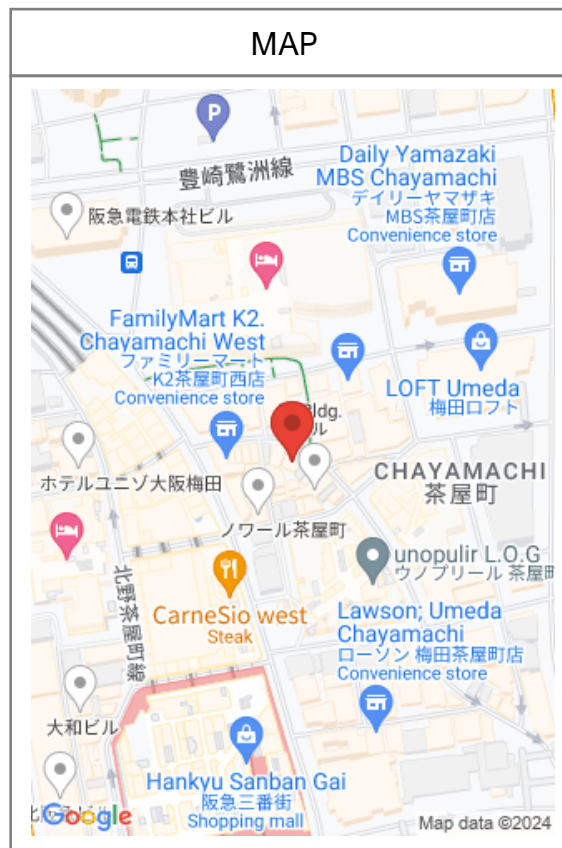 MAP
P
豊崎鷺洲線
Daily Yamazaki
MBS Chayamachi
デイリーヤマザキ
MBS茶屋町店
Convenience store
阪急電鉄本社ビル
FamilyMart K2.
Chayamachi West
ファミリーマート
K2茶屋町西店
Convenience store
LOFT Umeda
梅田ロフト
Bldg.
ル
ホテルユニゾ大阪梅田
CHAYAMACHI
茶屋町
ノワール茶屋町
unopulir L.O.G
ウノプリール 茶屋町
北野茶屋町線
CarneSio west
Steak
Lawson; Umeda
Chayamachi
ローソン 梅田茶屋町店
Convenience store
大和ビル
Hankyu Sanban Gai
阪急三番街
Shopping mall
Google
Map data ©2024